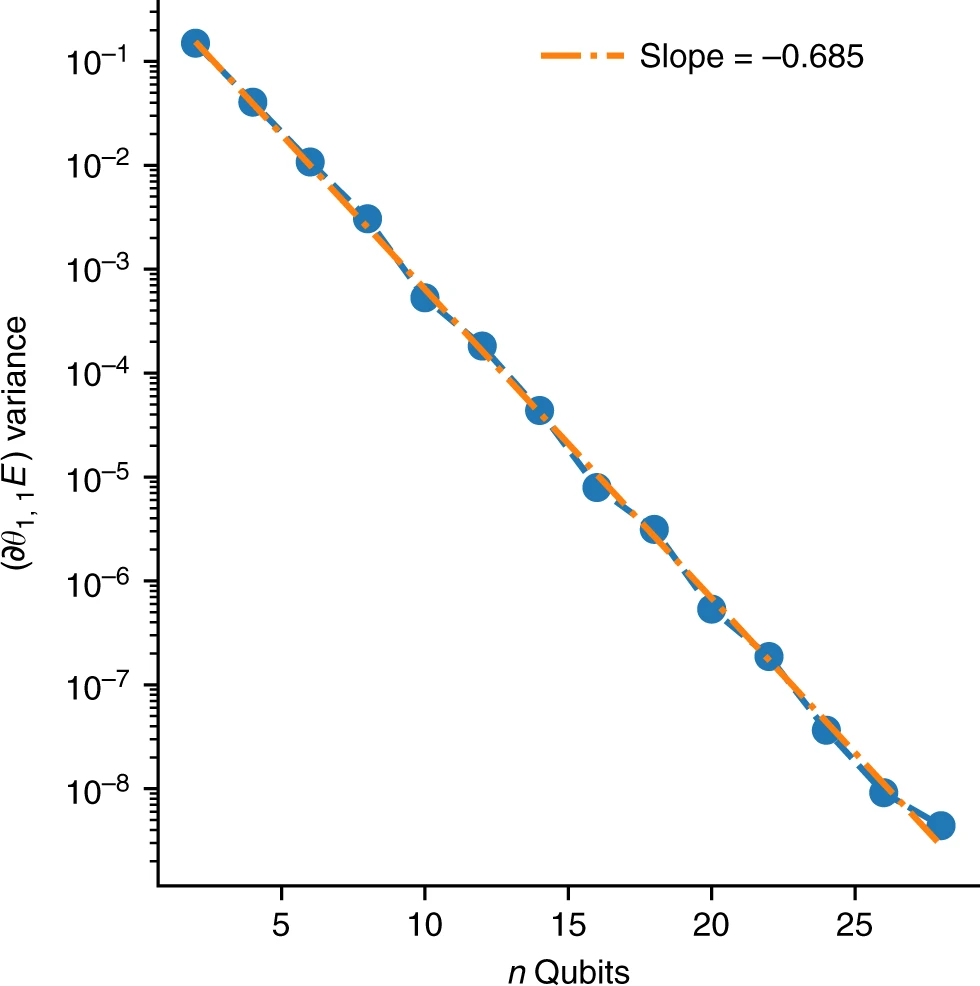 Slope = −0.685
10⁻¹
10⁻²
10⁻³
10⁻⁴
10⁻⁵
10⁻⁶
10⁻⁷
10⁻⁸
(∂θ₁, ₁E) variance
5 10 15 20 25
n Qubits